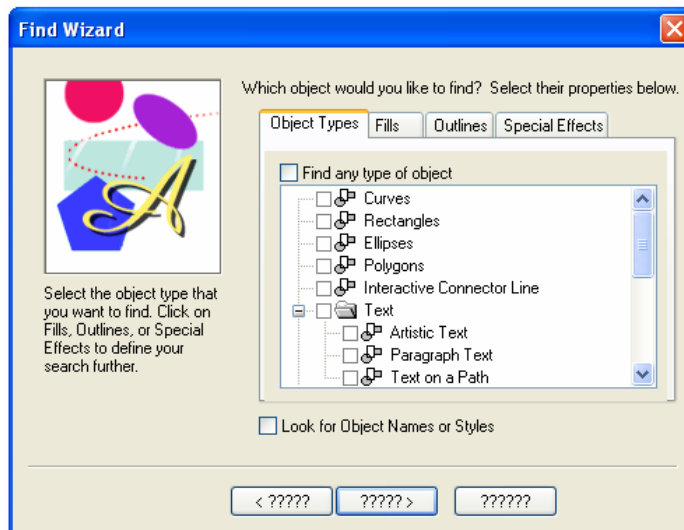 Find Wizard
Which object would you like to find? Select their properties below.
Object Types Fills Outlines Special Effects
Find any type of object
Curves
Rectangles
Ellipses
Polygons
Interactive Connector Line
Text
Artistic Text
Paragraph Text
Text on a Path
Select the object type that
you want to find. Click on
Fills, Outlines, or Special
Effects to define your
search further.
Look for Object Names or Styles
< ????? ????? > ??????